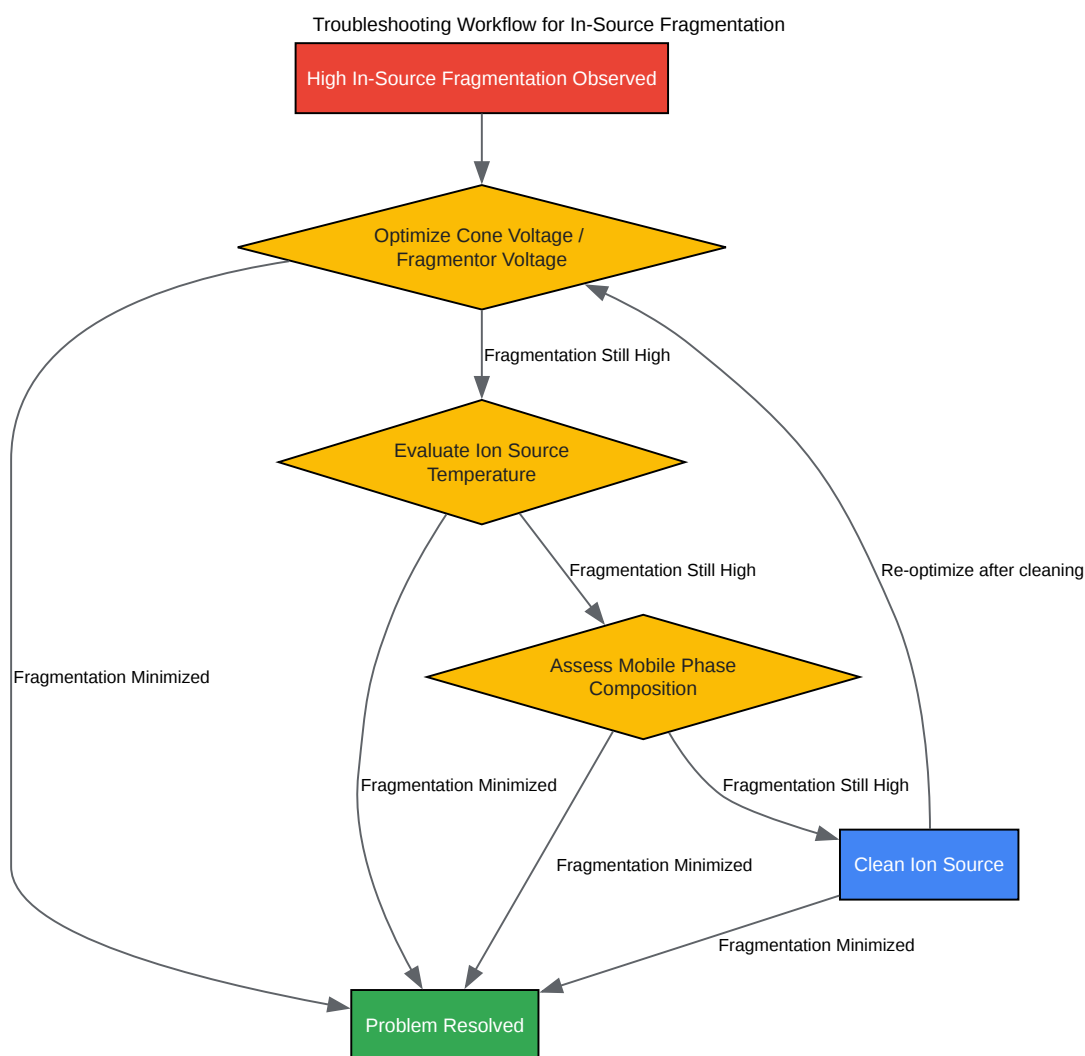 Troubleshooting Workflow for In-Source Fragmentation
High In-Source Fragmentation Observed
Optimize Cone Voltage /
Fragmentor Voltage
Fragmentation Still High
Evaluate Ion Source
Temperature
Fragmentation Still High
Re-optimize after cleaning
Fragmentation Minimized
Assess Mobile Phase
Composition
Fragmentation Minimized
Fragmentation Still High
Fragmentation Minimized
Clean Ion Source
Fragmentation Minimized
Problem Resolved